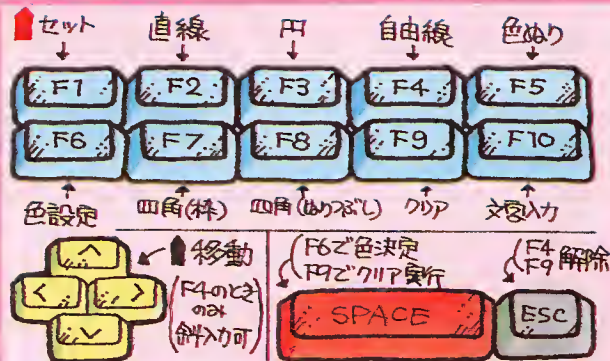 セット 直線 円 自由線 色ぬり
F1 F2 F3 F4 F5
F6 F7 F8 F9 F10
色設定 四角(枠) 四角(ぬりつぶし) クリア 文字入力
移動
(F4のとき
のみ
斜入力可)
F6で色決定
F9でクリア実行
SPACE
F4
F9 解除
ESC